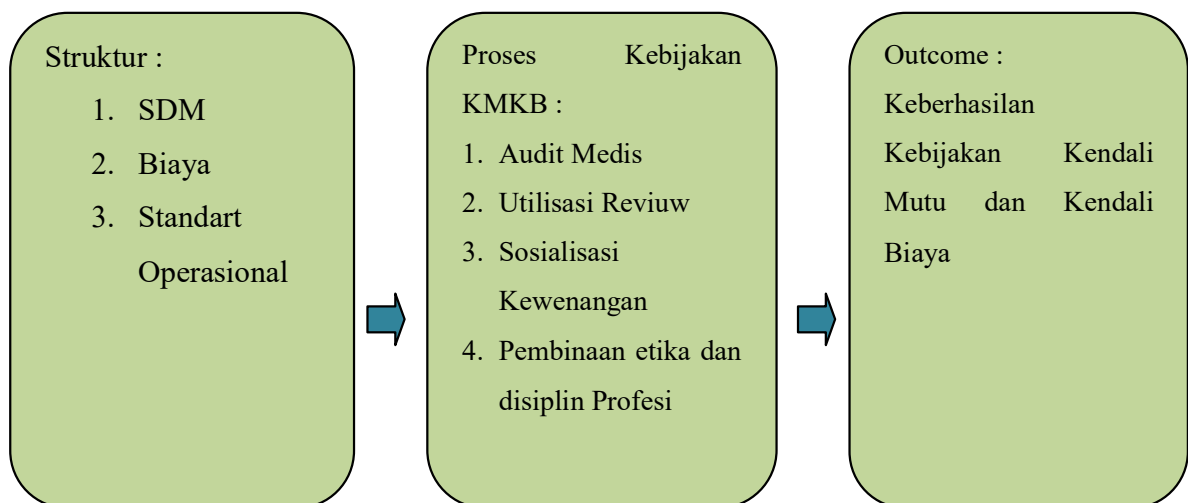 Struktur :
1. SDM
2. Biaya
3. Standart
Operasional
Proses Kebijakan
KMKB :
1. Audit Medis
2. Utilisasi Reviuw
3. Sosialisasi
Kewenangan
4. Pembinaan etika dan
disiplin Profesi
Outcome :
Keberhasilan
Kebijakan Kendali
Mutu dan Kendali
Biaya